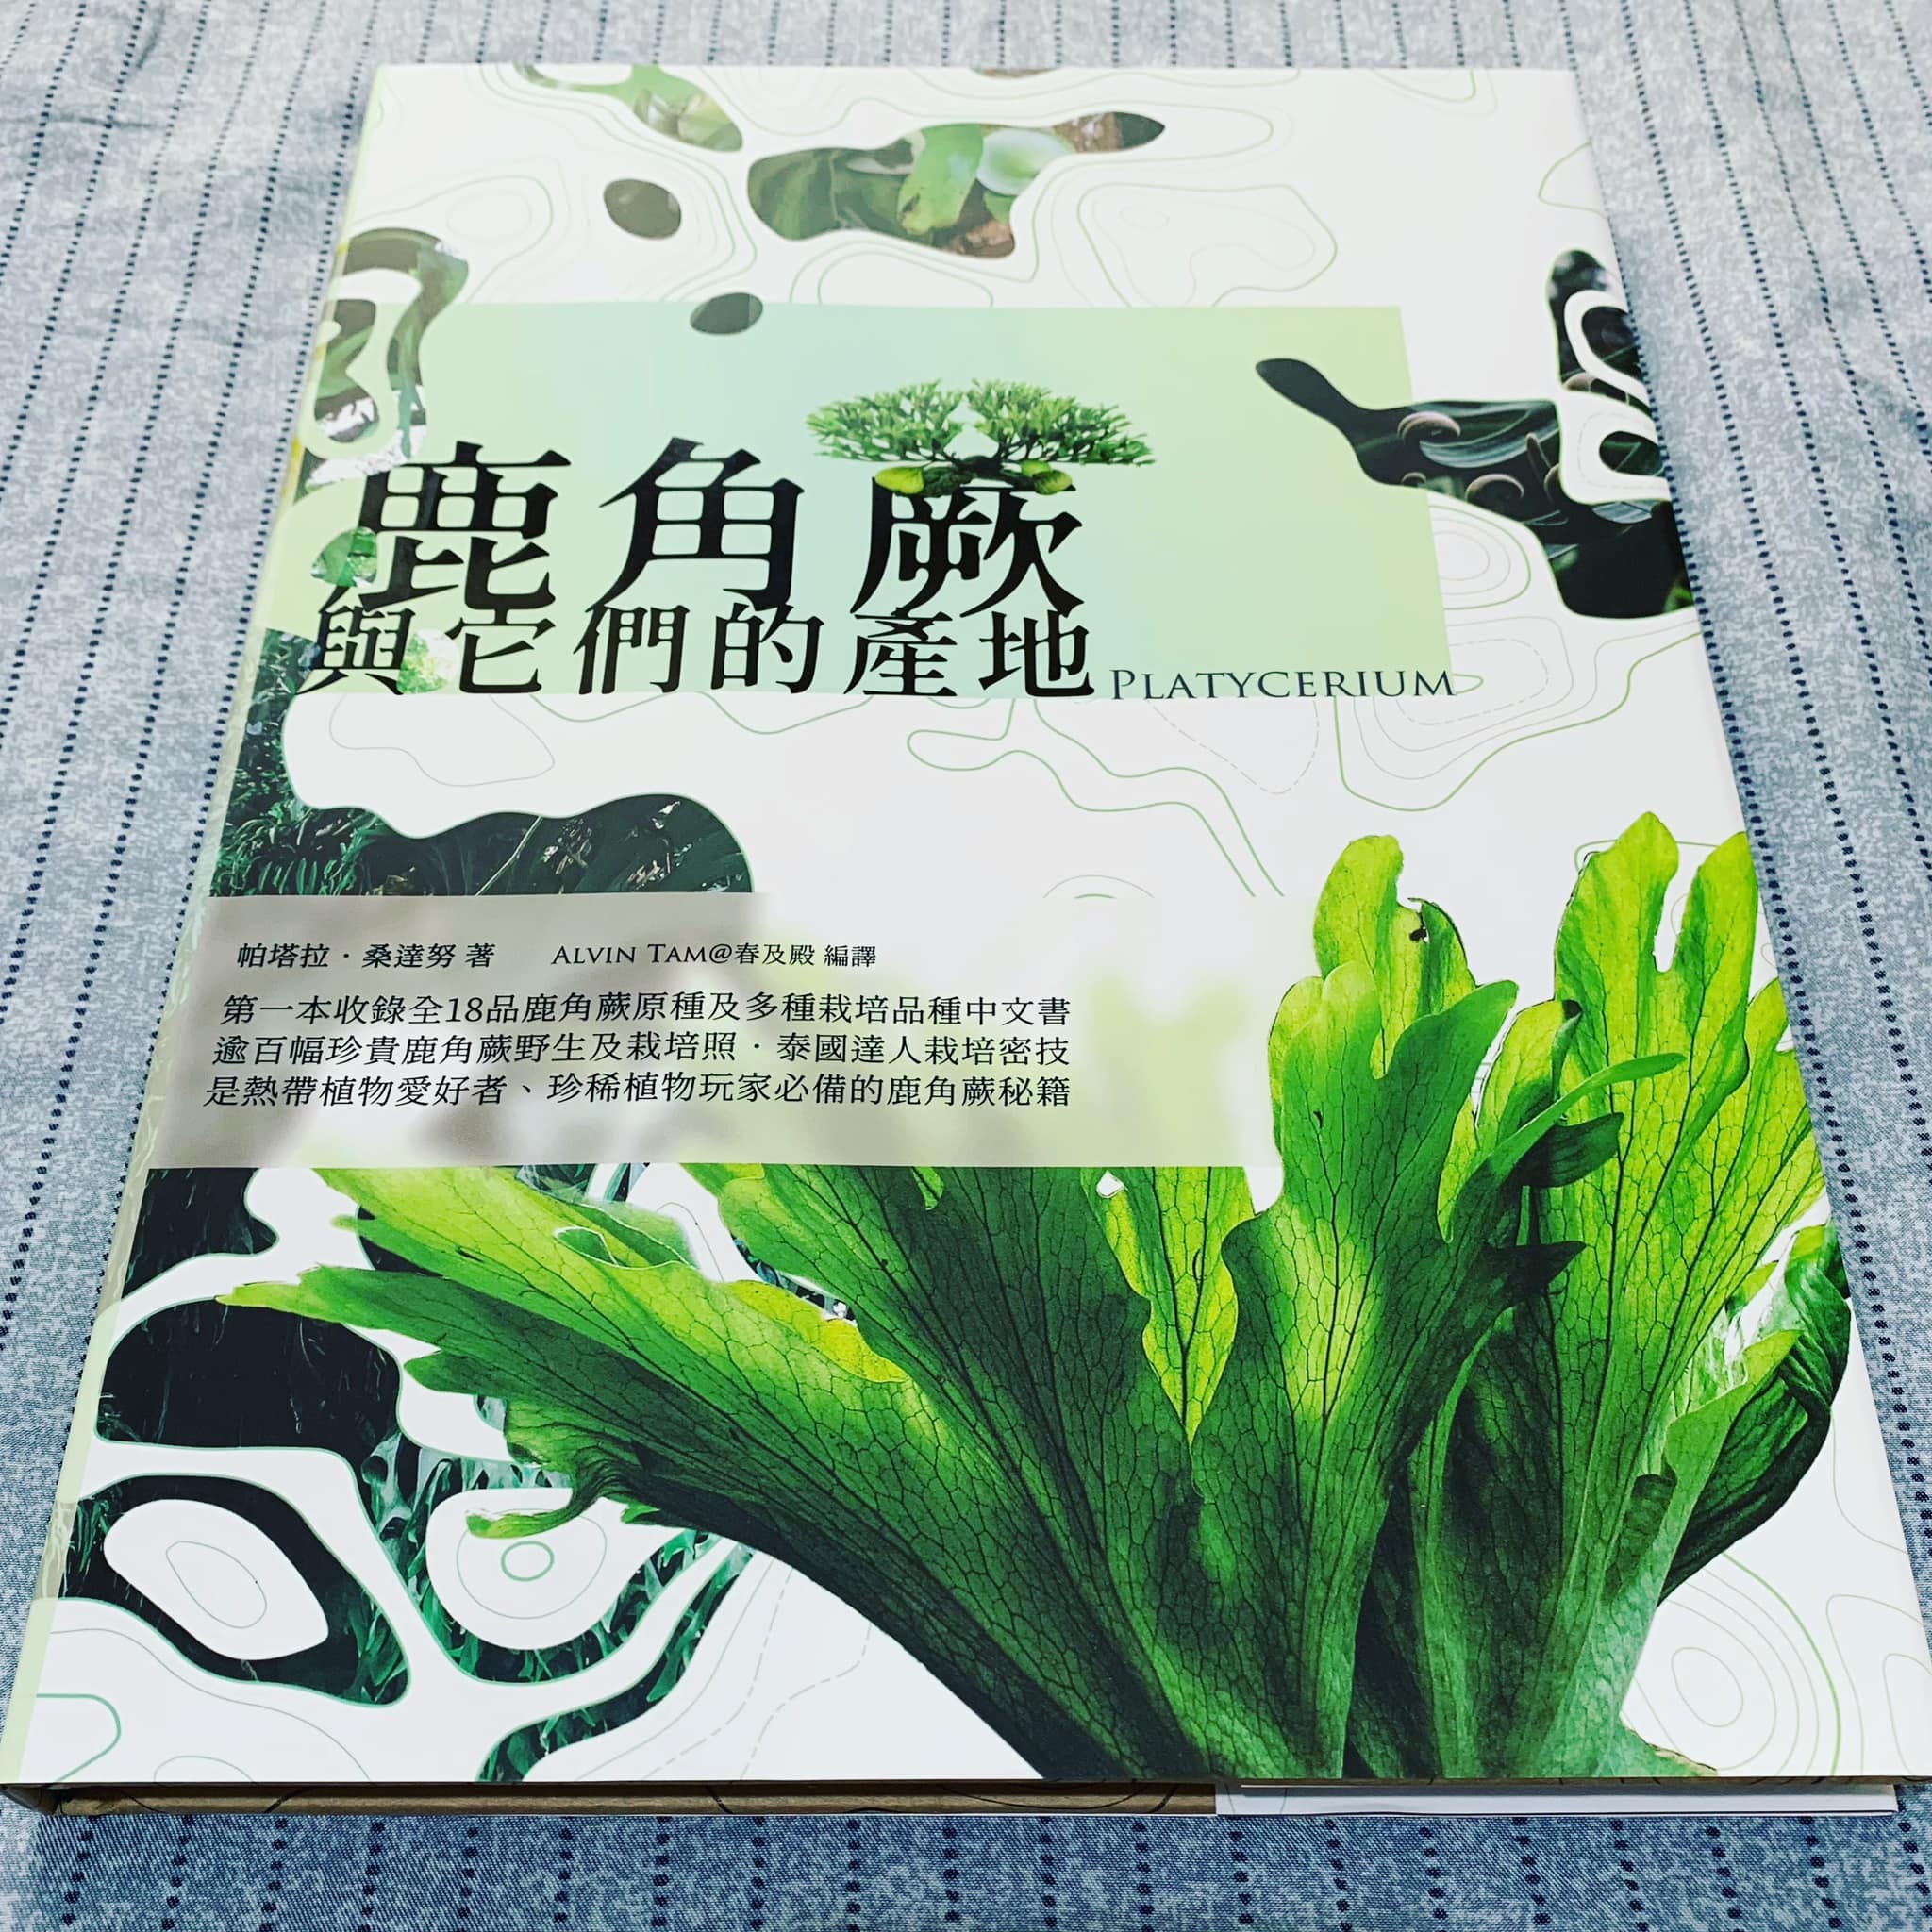 鹿角蕨
與它們的產地 PLATYCERIUM
帕塔拉・桑達努 著 ALVIN TAM@春及殿 編譯
第一本收錄全18品鹿角蕨原種及多種栽培品種中文書
逾百幅珍貴鹿角蕨野生及栽培照・泰國達人栽培密技
是熱帶植物愛好者、珍稀植物玩家必備的鹿角蕨秘籍